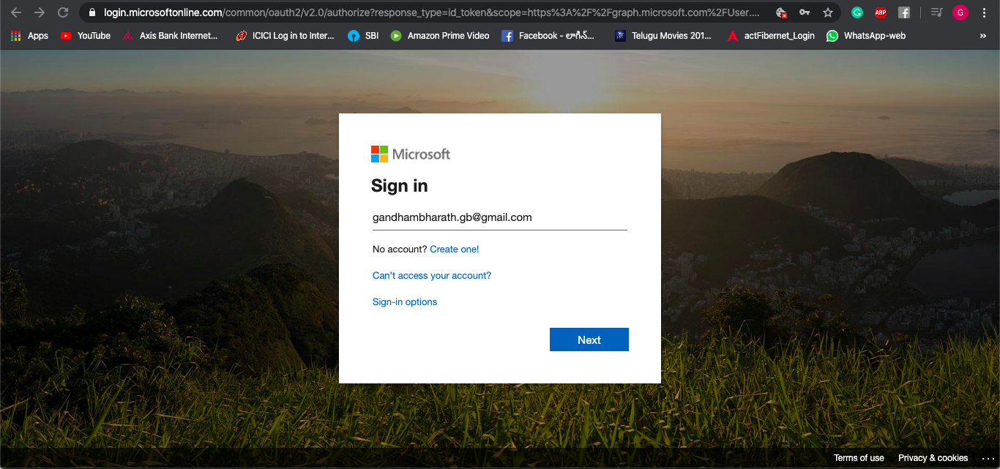 login.microsoftonline.com/common/oauth2/v2.0/authorize?response_type=id_token&scope=https%3A%2F%2Fgraph.microsoft.com%2FUser.... ABP G
Apps YouTube Axis Bank Internet... ICICI Log in to Inter... SBI Amazon Prime Video Facebook - లాగిన్... Telugu Movies 201... actFibernet_Login WhatsApp-web »
Microsoft
Sign in
gandhambharath.gb@gmail.com
No account? Create one!
Can't access your account?
Sign-in options
Next
Terms of use Privacy & cookies ...